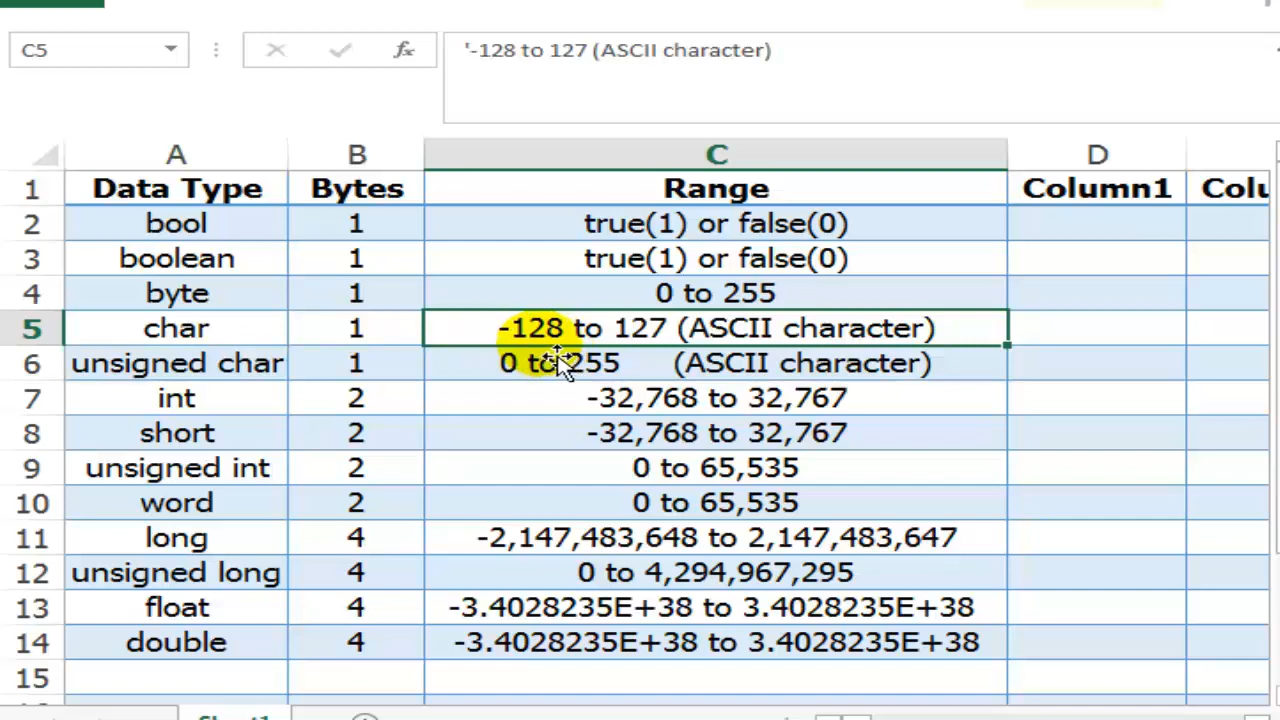 C5 fx '-128 to 127 (ASCII character)
A B C D
1 Data Type Bytes Range Column1 Colu
2 bool 1 true(1) or false(0)
3 boolean 1 true(1) or false(0)
4 byte 1 0 to 255
5 char 1 -128 to 127 (ASCII character)
6 unsigned char 1 0 to 255 (ASCII character)
7 int 2 -32,768 to 32,767
8 short 2 -32,768 to 32,767
9 unsigned int 2 0 to 65,535
10 word 2 0 to 65,535
11 long 4 -2,147,483,648 to 2,147,483,647
12 unsigned long 4 0 to 4,294,967,295
13 float 4 -3.4028235E+38 to 3.4028235E+38
14 double 4 -3.4028235E+38 to 3.4028235E+38
15